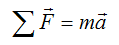 ∑ F⃗ = ma⃗